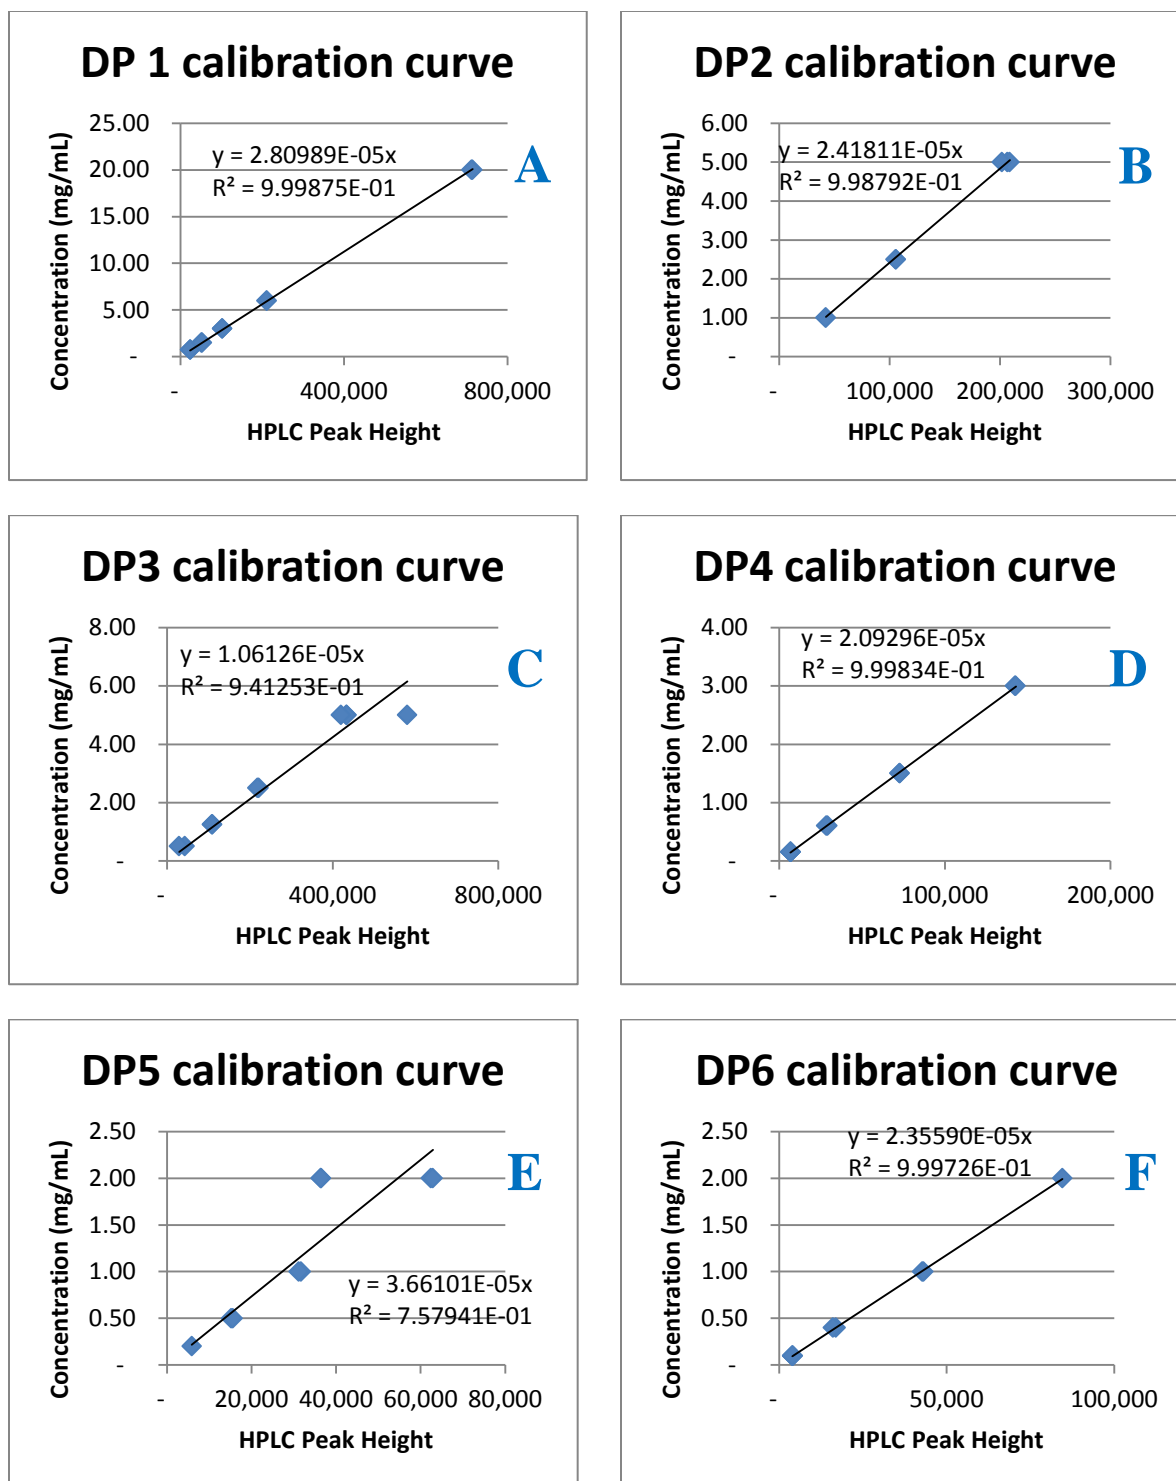 DP 1 calibration curve
Concentration (mg/mL)
25.00
20.00
15.00
10.00
5.00
-
y = 2.80989E-05x
R² = 9.99875E-01
A
- 400,000 800,000
HPLC Peak Height
DP2 calibration curve
Concentration (mg/mL)
6.00
5.00
4.00
3.00
2.00
1.00
-
y = 2.41811E-05x
R² = 9.98792E-01
B
- 100,000 200,000 300,000
HPLC Peak Height
DP3 calibration curve
Concentration (mg/mL)
8.00
6.00
4.00
2.00
-
y = 1.06126E-05x
R² = 9.41253E-01
C
- 400,000 800,000
HPLC Peak Height
DP4 calibration curve
Concentration (mg/mL)
4.00
3.00
2.00
1.00
-
y = 2.09296E-05x
R² = 9.99834E-01
D
- 100,000 200,000
HPLC Peak Height
DP5 calibration curve
Concentration (mg/mL)
2.50
2.00
1.50
1.00
0.50
-
E
y = 3.66101E-05x
R² = 7.57941E-01
- 20,000 40,000 60,000 80,000
HPLC Peak Height
DP6 calibration curve
Concentration (mg/mL)
2.50
2.00
1.50
1.00
0.50
-
y = 2.35590E-05x
R² = 9.99726E-01
F
- 50,000 100,000
HPLC Peak Height